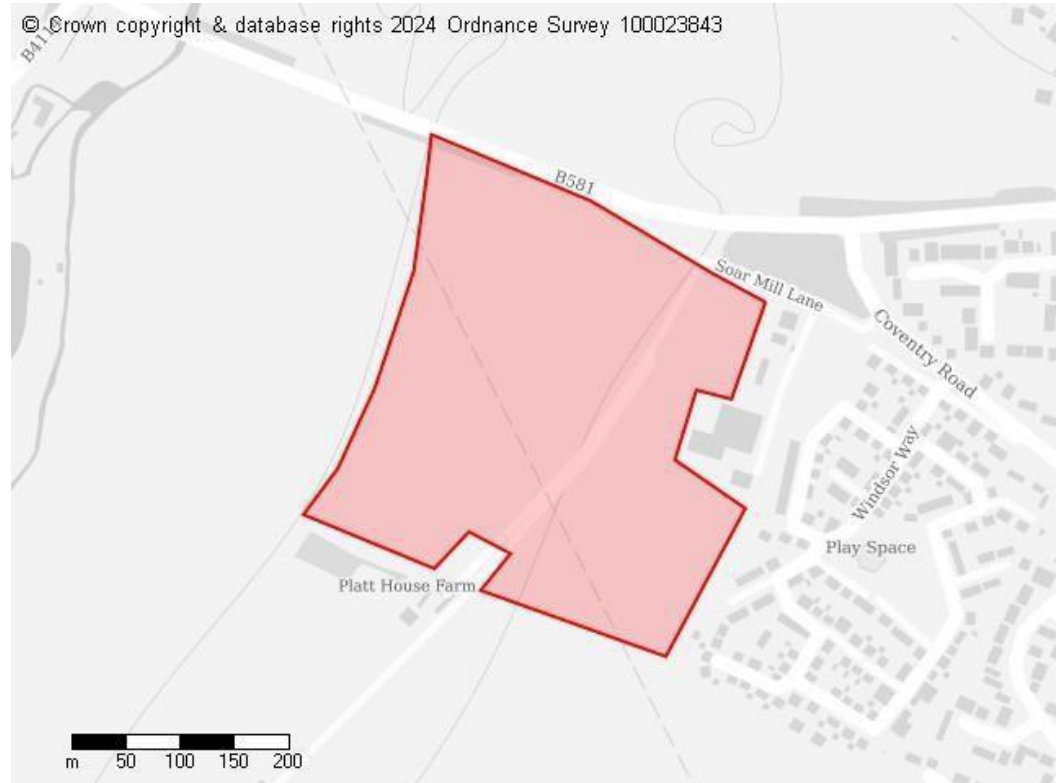 © Crown copyright & database rights 2024 Ordnance Survey 100023843
B581
Soar Mill Lane
Coventry Road
Windsor Way
Play Space
Platt House Farm
m 50 100 150 200